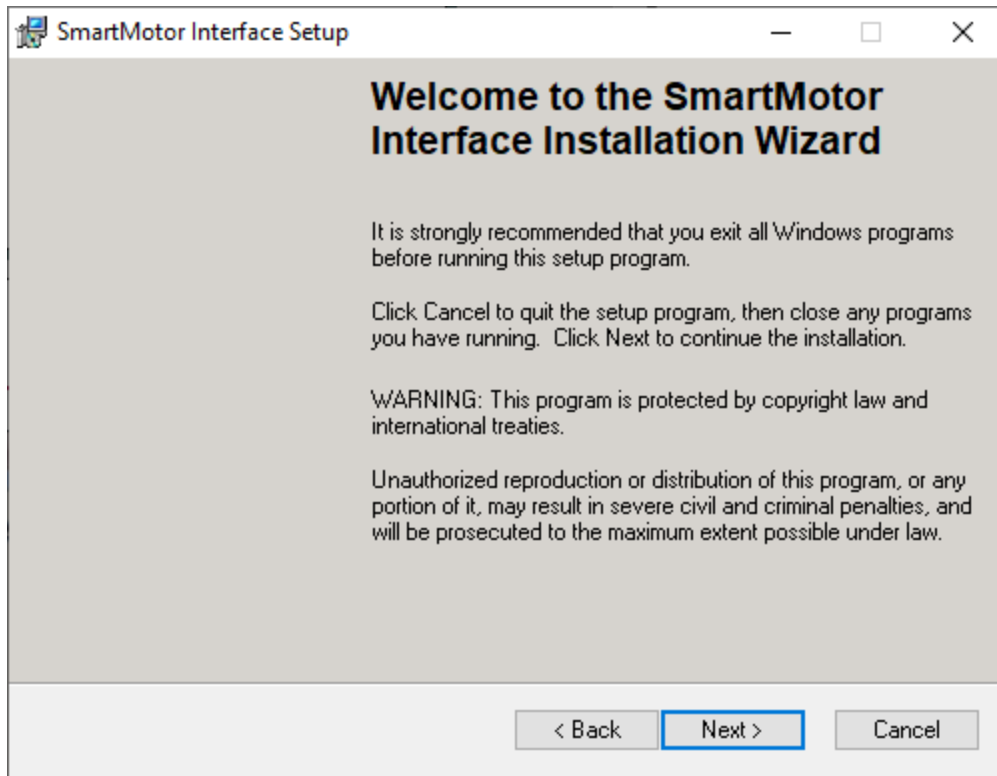 SmartMotor Interface Setup
Welcome to the SmartMotor
Interface Installation Wizard
It is strongly recommended that you exit all Windows programs
before running this setup program.
Click Cancel to quit the setup program, then close any programs
you have running.  Click Next to continue the installation.
WARNING: This program is protected by copyright law and
international treaties.
Unauthorized reproduction or distribution of this program, or any
portion of it, may result in severe civil and criminal penalties, and
will be prosecuted to the maximum extent possible under law.
< Back
Next >
Cancel